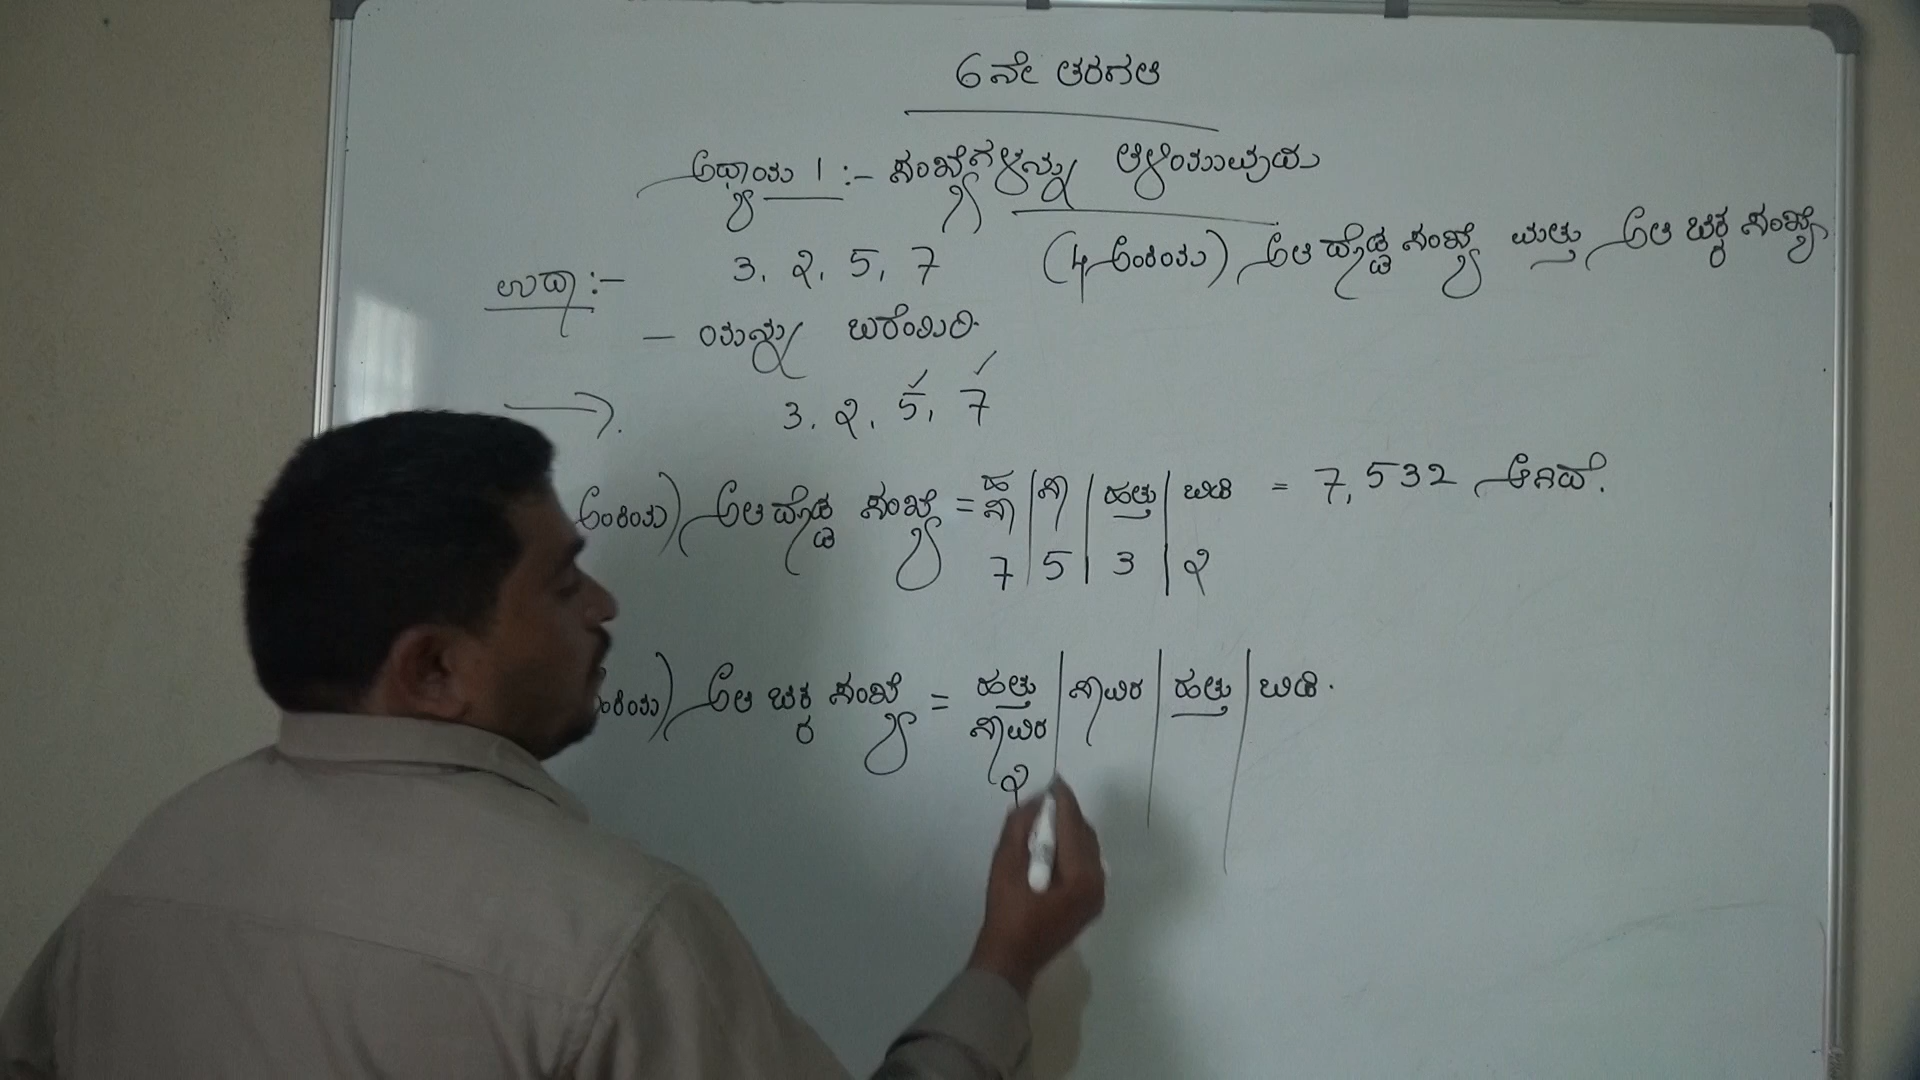 6ನೇ ತರಗತಿ
ಅಧ್ಯಾಯ 1 :- ಸಂಖ್ಯೆಗಳನ್ನು ತಿಳಿಯುವುದು
ಉದಾ :- 3, 2, 5, 7 (4 ಅಂಕಿಯ) ಅತಿ ದೊಡ್ಡ ಸಂಖ್ಯೆ ಮತ್ತು ಅತಿ ಚಿಕ್ಕ ಸಂಖ್ಯೆ
- ಯನ್ನು ಬರೆಯಿರಿ.
→. 3, 2, 5, 7
ಅಂಕಿಯ) ಅತಿ ದೊಡ್ಡ ಸಂಖ್ಯೆ = ಹ ಸಾ | ಸಾ | ಹತ್ತು | ಬಿಡಿ = 7,532 ಆಗಿದೆ.
7 | 5 | 3 | 2
ಂಕಿಯ) ಅತಿ ಚಿಕ್ಕ ಸಂಖ್ಯೆ = ಹತ್ತು | ಸಾವಿರ | ಹತ್ತು | ಬಿಡಿ.
ಸಾವಿರ
2